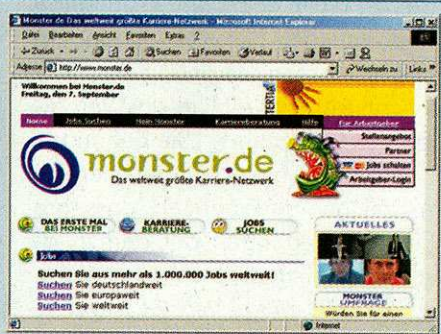 Monster.de Das weltweit größte Karriere-Netzwerk - Microsoft Internet Explorer
Datei Bearbeiten Ansicht Favoriten Extras ?
Zurück Suchen Favoriten Verlauf
Adresse http://www.monster.de Wechseln zu Links
Willkommen bei Monster.de
Freitag, den 7. September
TERTIA
Home Jobs Suchen Mein Monster Karriereberatung Hilfe Für Arbeitgeber
Stellenangebot
Partner
Jobs schalten
Arbeitgeber-Login
monster.de
Das weltweit größte Karriere-Netzwerk
DAS ERSTE MAL BEI MONSTER
KARRIERE-BERATUNG
JOBS SUCHEN
AKTUELLES
Jobs
Suchen Sie aus mehr als 1.000.000 Jobs weltweit!
Suchen Sie deutschlandweit
Suchen Sie europaweit
Suchen Sie weltweit
MONSTER
UMFRAGE
Würden Sie für einen
Internet